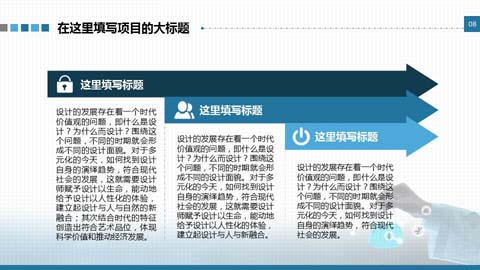 在这里填写项目的大标题
08
这里填写标题
设计的发展存在着一个时代
价值观的问题，即什么是设
计？为什么而设计？围绕这
个问题，不同的时期就会形
成不同的设计面貌。对于多
元化的今天，如何找到设计
自身的演绎趋势，符合现代
社会的发展，这就需要设计
师赋予设计以生命，能动地
给予设计以人性化的体验，
建立起设计与人与自然的新
融合；其次结合时代的特征
创造出符合艺术品位，体现
科学价值和推动经济发展。
这里填写标题
设计的发展存在着一个时代
价值观的问题，即什么是设
计？为什么而设计？围绕这
个问题，不同的时期就会形
成不同的设计面貌。对于多
元化的今天，如何找到设计
自身的演绎趋势，符合现代
社会的发展，这就需要设计
师赋予设计以生命，能动地
给予设计以人性化的体验，
建立起设计与人与新融合。
这里填写标题
设计的发展存在着一个时代
价值观的问题，即什么是设
计？为什么而设计？围绕这
个问题，不同的时期就会形
成不同的设计面貌。对于多
元化的今天，如何找到设计
自身的演绎趋势，符合现代
社会的发展。